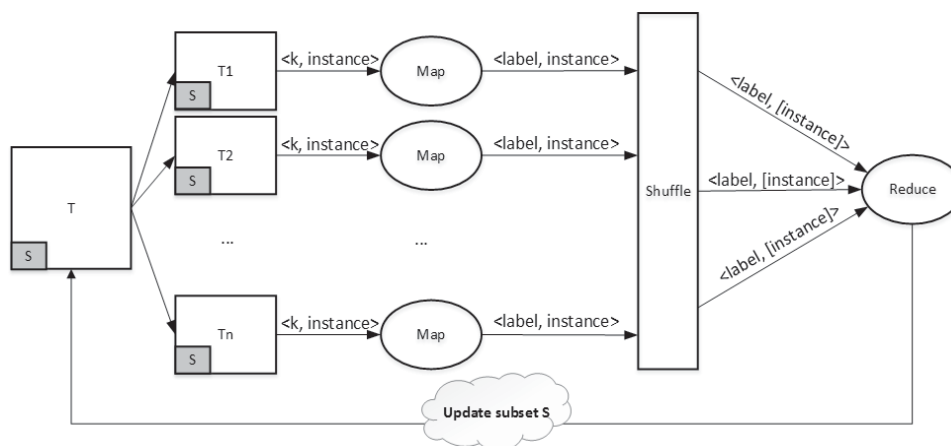 T
S
T1
S
<k, instance>
Map
<label, instance>
T2
S
<k, instance>
Map
<label, instance>
...
...
Tn
S
<k, instance>
Map
<label, instance>
Shuffle
<label, [instance]>
<label, [instance]>
<label, [instance]>
Reduce
Update subset S